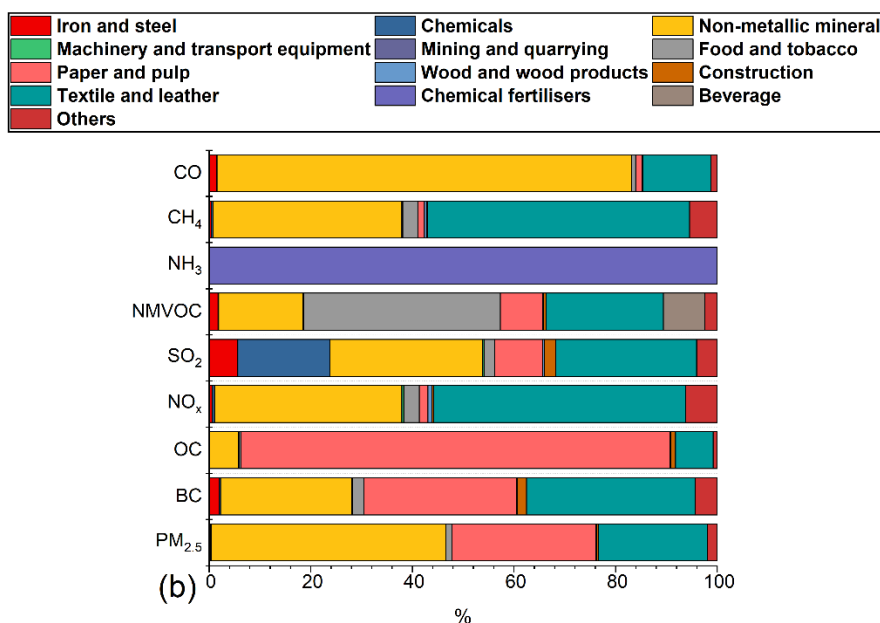 Iron and steel Chemicals Non-metallic mineral
Machinery and transport equipment Mining and quarrying Food and tobacco
Paper and pulp Wood and wood products Construction
Textile and leather Chemical fertilisers Beverage
Others
CO
CH4
NH3
NMVOC
SO2
NOx
OC
BC
PM2.5
(b) 0 20 40 60 80 100
%